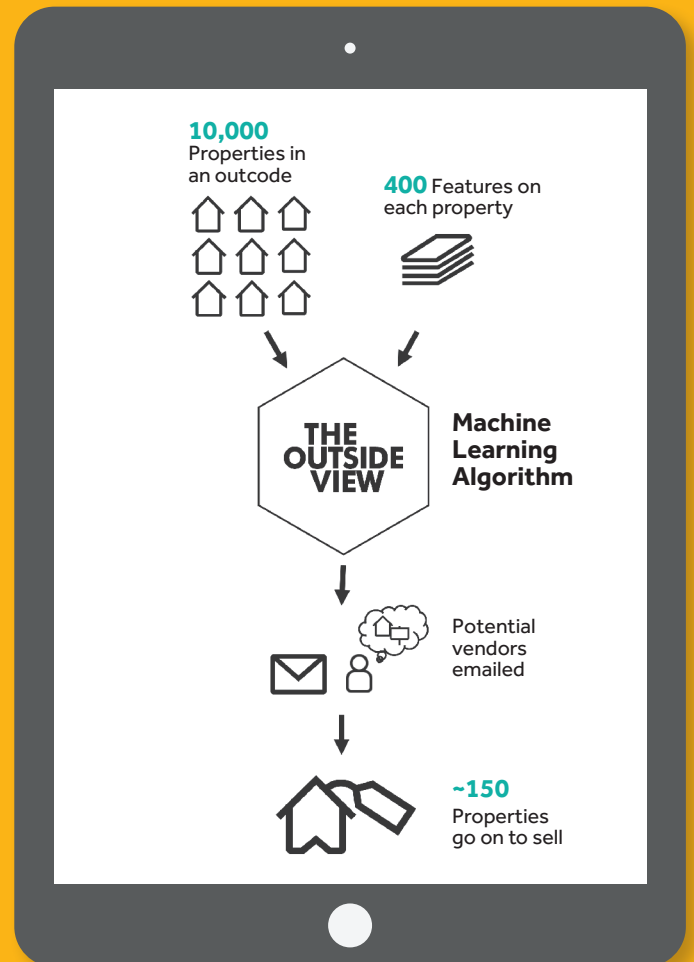 10,000
Properties in
an outcode
400 Features on
each property
THE
OUTSIDE
VIEW
Machine
Learning
Algorithm
Potential
vendors
emailed
~150
Properties
go on to sell